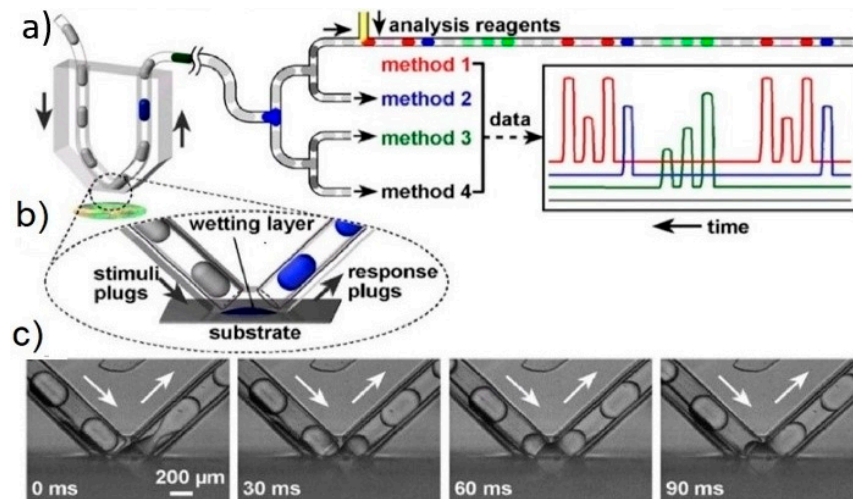 a)
analysis reagents
method 1
method 2
method 3
method 4
data
time
b)
wetting layer
stimuli
plugs
response
plugs
substrate
c)
0 ms
200 µm
30 ms
60 ms
90 ms